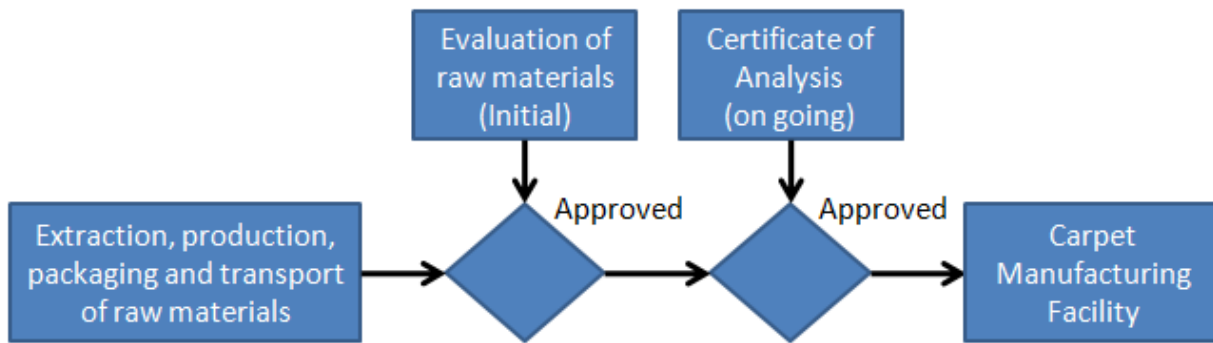 Evaluation of
raw materials
(Initial)
Certificate of
Analysis
(on going)
Approved
Approved
Extraction, production,
packaging and transport
of raw materials
Carpet
Manufacturing
Facility